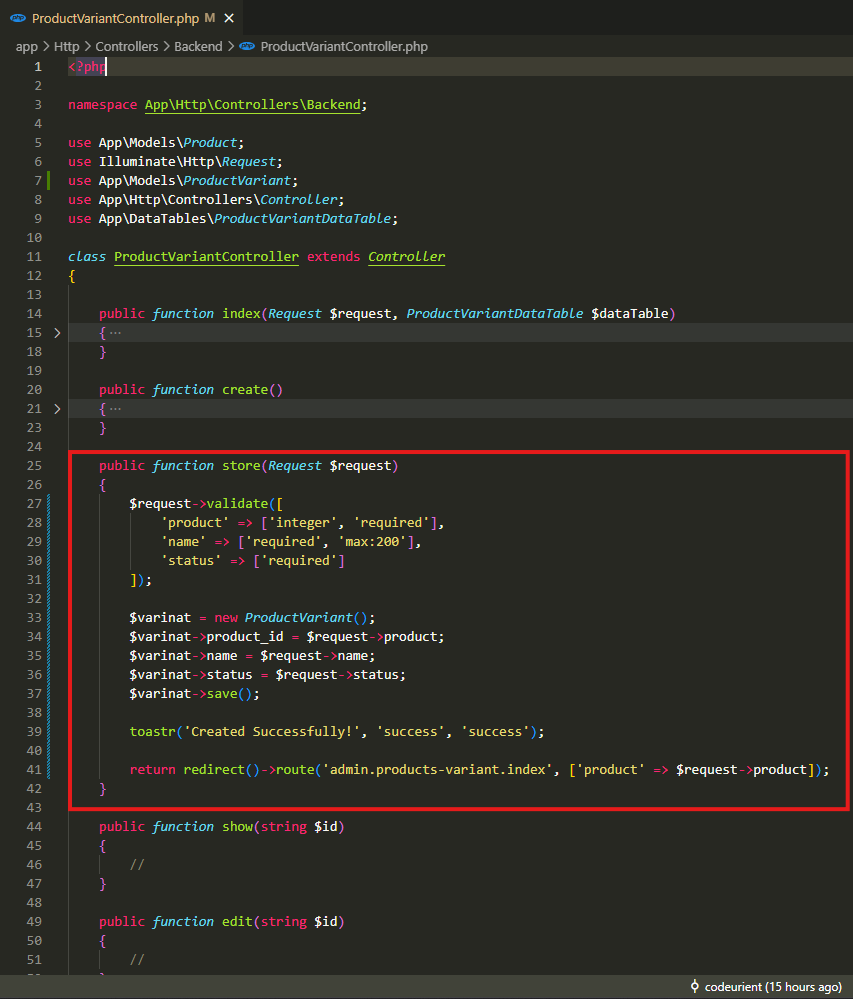 php ProductVariantController.php M ×
app > Http > Controllers > Backend > php ProductVariantController.php
1 <?php
2
3 namespace App\Http\Controllers\Backend;
4
5 use App\Models\Product;
6 use Illuminate\Http\Request;
7 use App\Models\ProductVariant;
8 use App\Http\Controllers\Controller;
9 use App\DataTables\ProductVariantDataTable;
10
11 class ProductVariantController extends Controller
12 {
13
14     public function index(Request $request, ProductVariantDataTable $dataTable)
15 >   { ···
18     }
19
20     public function create()
21 >   { ···
23     }
24
25     public function store(Request $request)
26     {
27         $request->validate([
28             'product' => ['integer', 'required'],
29             'name' => ['required', 'max:200'],
30             'status' => ['required']
31         ]);
32
33         $varinat = new ProductVariant();
34         $varinat->product_id = $request->product;
35         $varinat->name = $request->name;
36         $varinat->status = $request->status;
37         $varinat->save();
38
39         toastr('Created Successfully!', 'success', 'success');
40
41         return redirect()->route('admin.products-variant.index', ['product' => $request->product]);
42     }
43
44     public function show(string $id)
45     {
46         //
47     }
48
49     public function edit(string $id)
50     {
51         //
codeurient (15 hours ago)